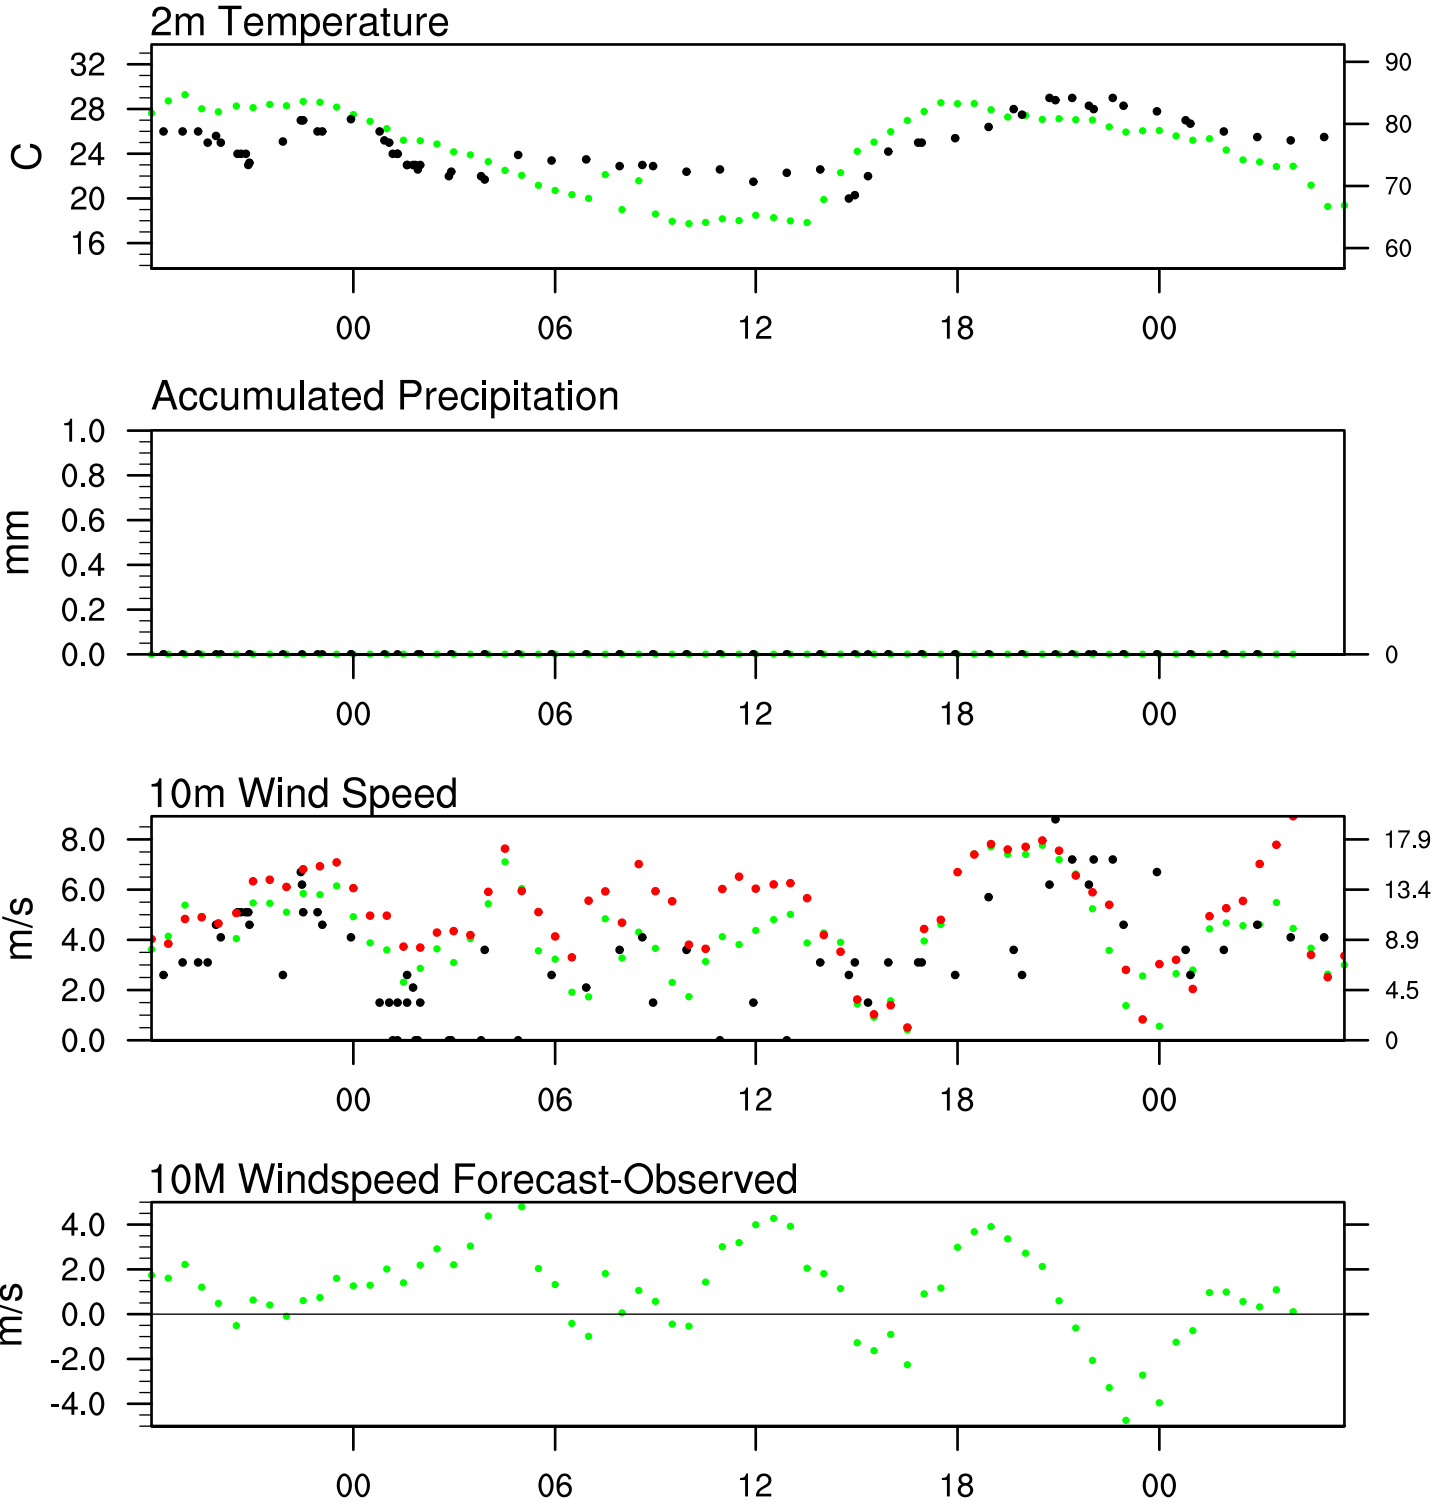 2m Temperature
32
28
24
20
16
C
90
80
70
60
00 06 12 18 00
Accumulated Precipitation
1.0
0.8
0.6
0.4
0.2
0.0
mm
0
00 06 12 18 00
10m Wind Speed
8.0
6.0
4.0
2.0
0.0
m/s
17.9
13.4
8.9
4.5
0
00 06 12 18 00
10M Windspeed Forecast-Observed
4.0
2.0
0.0
-2.0
-4.0
m/s
00 06 12 18 00